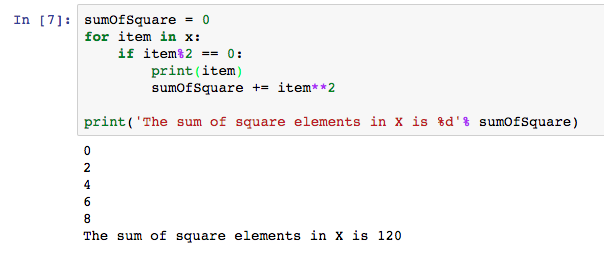 In [7]: sumOfSquare = 0
for item in x:
    if item%2 == 0:
        print(item)
        sumOfSquare += item**2
print('The sum of square elements in X is %d'% sumOfSquare)
0
2
4
6
8
The sum of square elements in X is 120